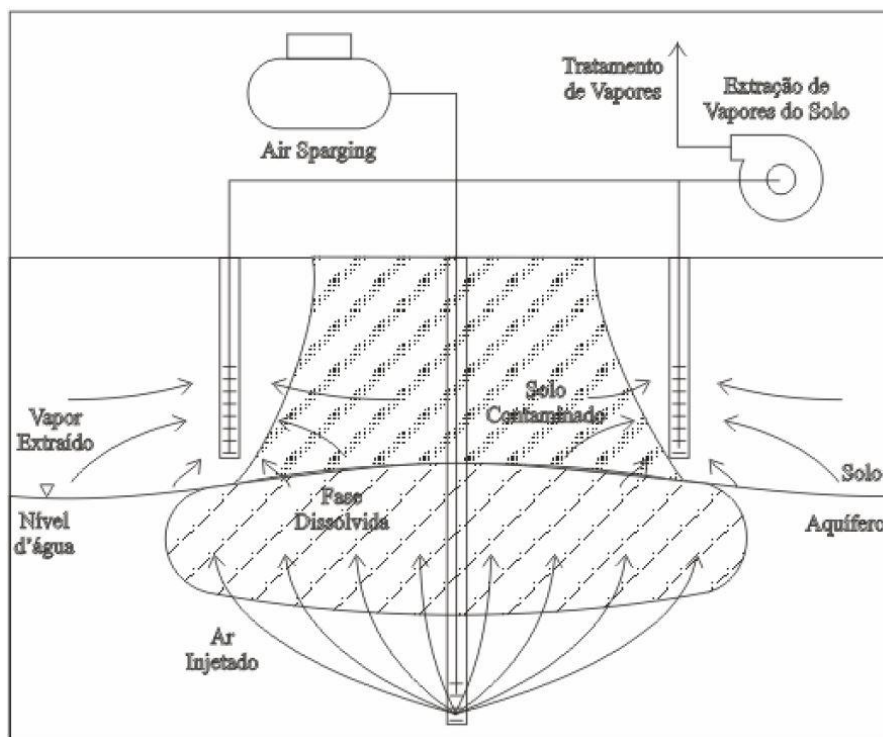 Tratamento
de Vapores
Extração de
Vapores do Solo
Air Sparging
Vapor
Extraído
Solo
Contaminado
Solo
Nível
d'água
Fase
Dissolvida
Aquífero
Ar
Injetado